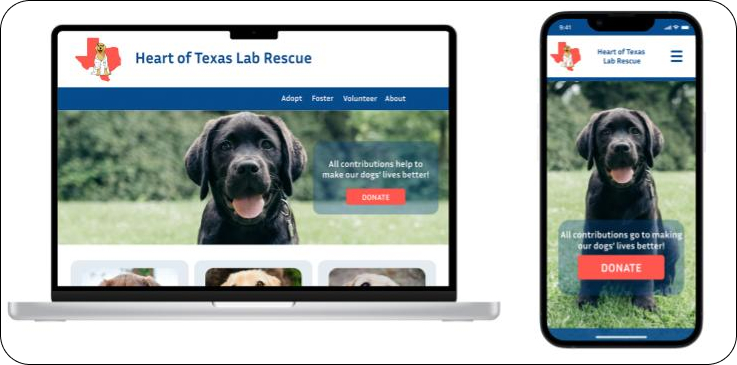 Heart of Texas Lab Rescue
Adopt Foster Volunteer About
All contributions help to
make our dogs' lives better!
DONATE
9:41
Heart of Texas
Lab Rescue
All contributions go to making
our dogs' lives better!
DONATE